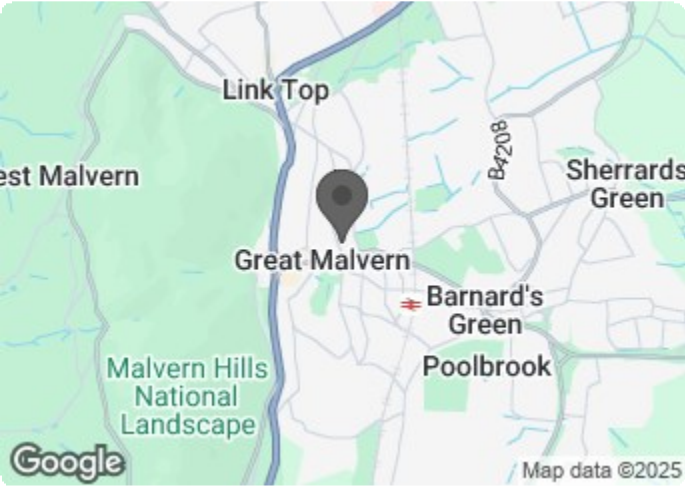 Link Top
B4208
est Malvern
Sherrards
Green
Great Malvern
Barnard's
Green
Poolbrook
Malvern Hills
National
Landscape
Google
Map data ©2025